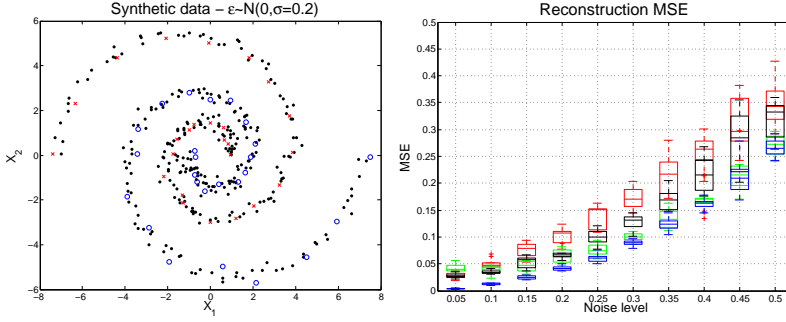 Synthetic data − ε~N(0,σ=0.2)
6
4
2
0
−2
−4
−6
X_2
−8 −6 −4 −2 0 2 4 6 8
X_1
Reconstruction MSE
0.5
0.45
0.4
0.35
0.3
0.25
0.2
0.15
0.1
0.05
0
MSE
0.05 0.1 0.15 0.2 0.25 0.3 0.35 0.4 0.45 0.5
Noise level